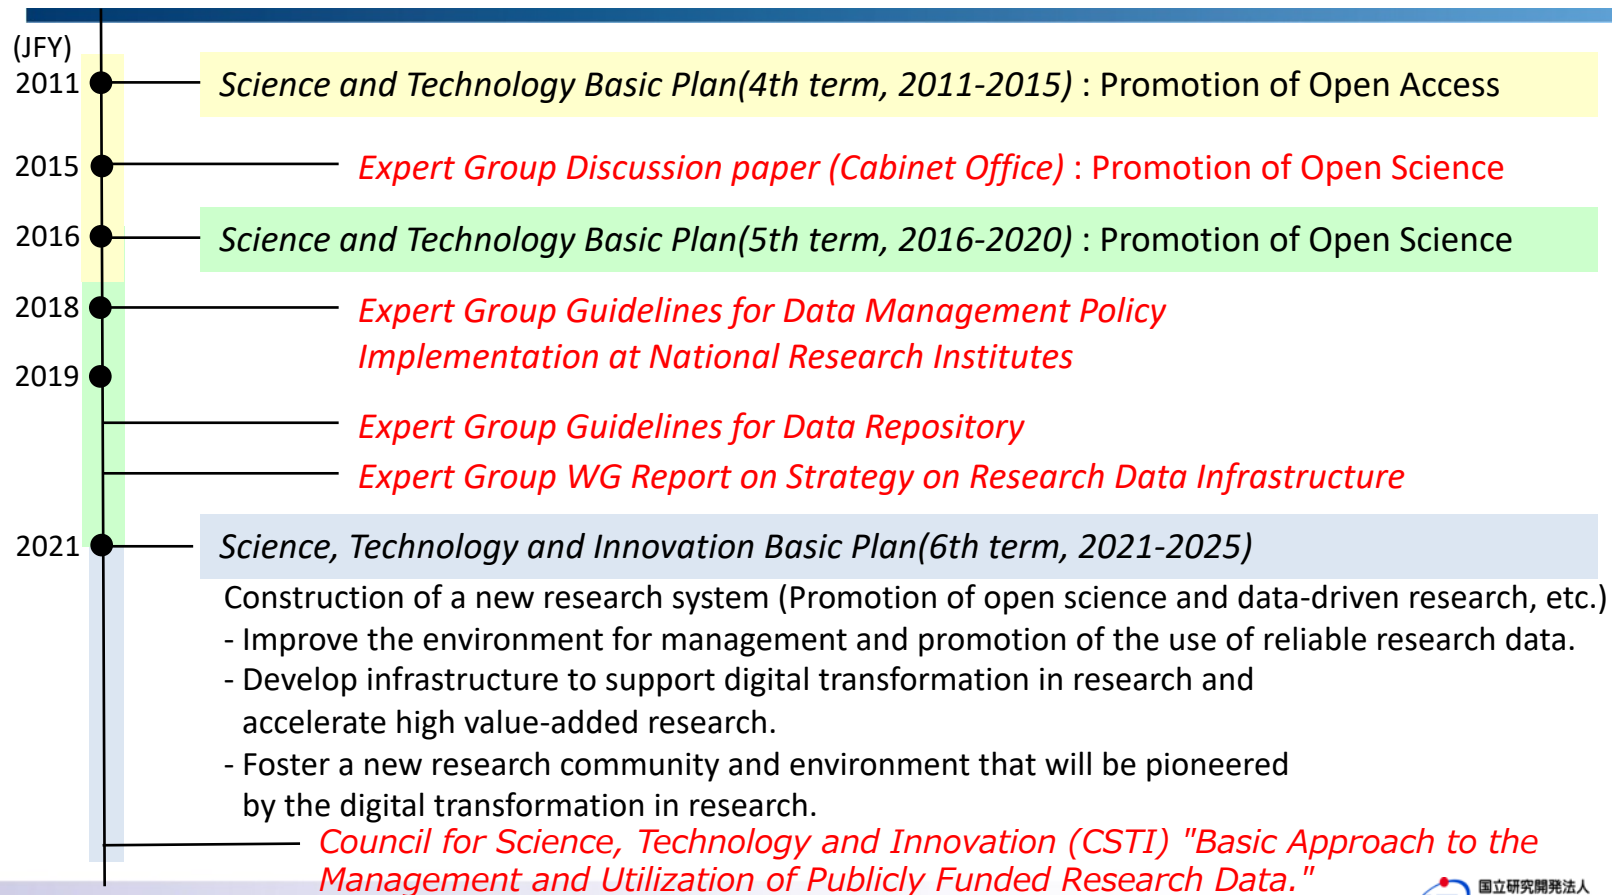 (JFY)
2011 Science and Technology Basic Plan(4th term, 2011-2015) : Promotion of Open Access
2015 Expert Group Discussion paper (Cabinet Office) : Promotion of Open Science
2016 Science and Technology Basic Plan(5th term, 2016-2020) : Promotion of Open Science
2018 Expert Group Guidelines for Data Management Policy
Implementation at National Research Institutes
2019
Expert Group Guidelines for Data Repository
Expert Group WG Report on Strategy on Research Data Infrastructure
2021 Science, Technology and Innovation Basic Plan(6th term, 2021-2025)
Construction of a new research system (Promotion of open science and data-driven research, etc.)
- Improve the environment for management and promotion of the use of reliable research data.
- Develop infrastructure to support digital transformation in research and
accelerate high value-added research.
- Foster a new research community and environment that will be pioneered
by the digital transformation in research.
Council for Science, Technology and Innovation (CSTI) "Basic Approach to the
Management and Utilization of Publicly Funded Research Data."
国立研究開発法人